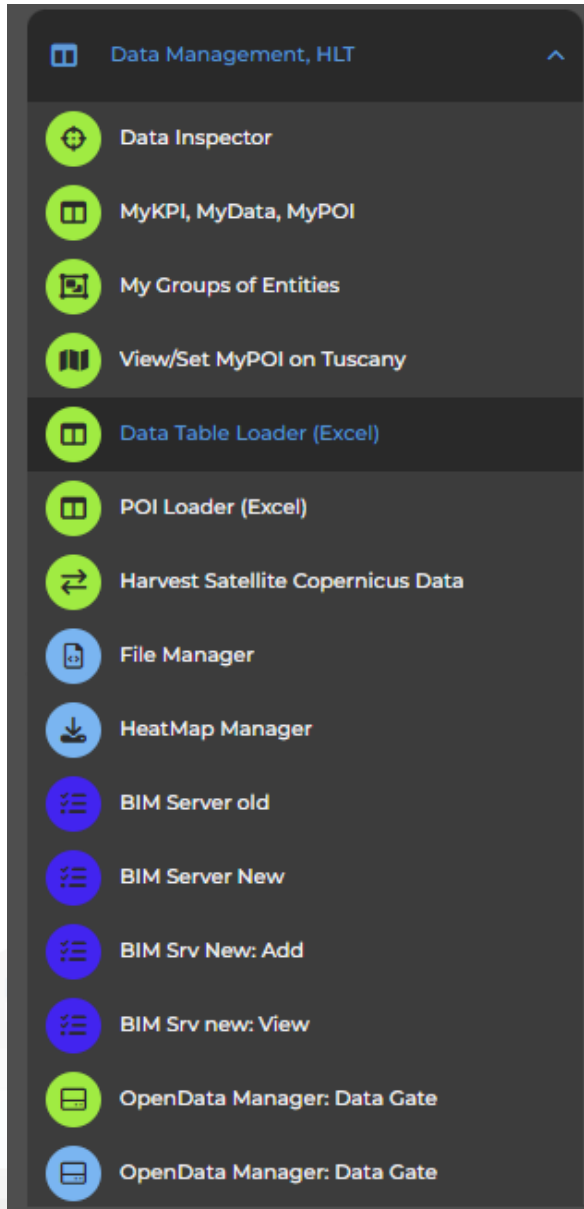 Data Management, HLT
Data Inspector
MyKPI, MyData, MyPOI
My Groups of Entities
View/Set MyPOI on Tuscany
Data Table Loader (Excel)
POI Loader (Excel)
Harvest Satellite Copernicus Data
File Manager
HeatMap Manager
BIM Server old
BIM Server New
BIM Srv New: Add
BIM Srv new: View
OpenData Manager: Data Gate
OpenData Manager: Data Gate